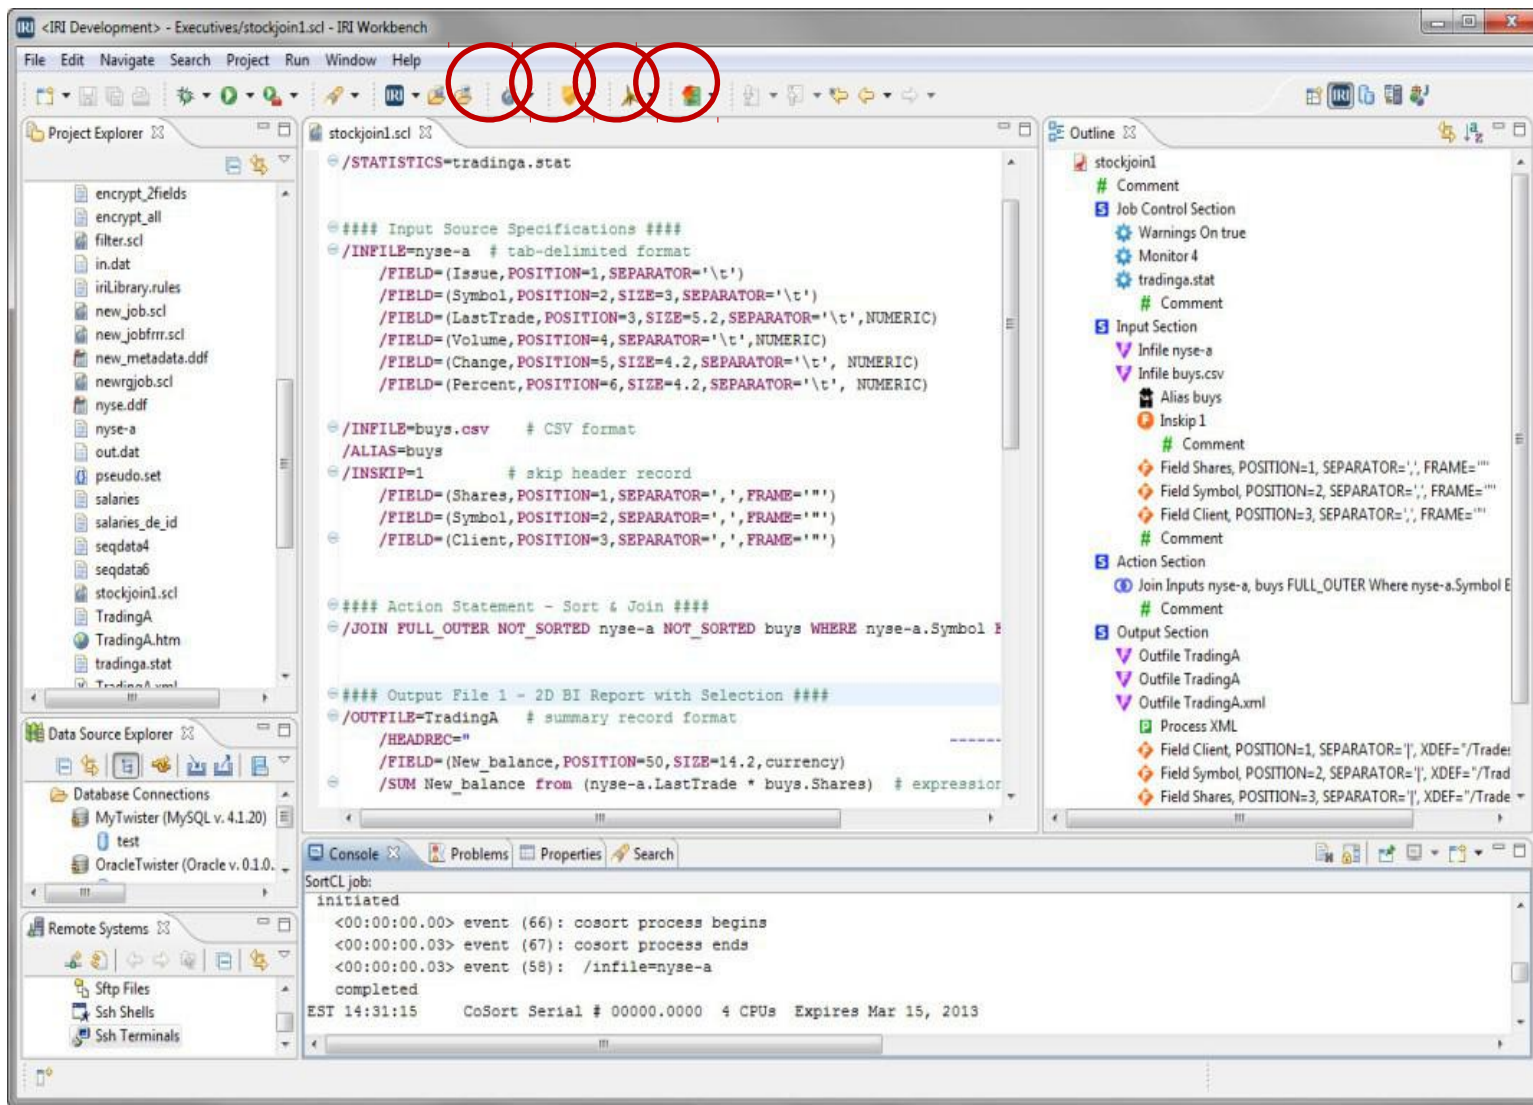 <IRI Development> - Executives/stockjoin1.scl - IRI Workbench
File Edit Navigate Search Project Run Window Help
IRI
IRI
Project Explorer
encrypt_2fields
encrypt_all
filter.scl
in.dat
iriLibrary.rules
new_job.scl
new_jobfrrr.scl
new_metadata.ddf
newrgjob.scl
nyse.ddf
nyse-a
out.dat
pseudo.set
salaries
salaries_de_id
seqdata4
seqdata6
stockjoin1.scl
TradingA
TradingA.htm
tradinga.stat
TradingA.xml
Data Source Explorer
Database Connections
MyTwister (MySQL v. 4.1.20)
test
OracleTwister (Oracle v. 0.1.0.
Remote Systems
Sftp Files
Ssh Shells
Ssh Terminals
stockjoin1.scl
/STATISTICS=tradinga.stat
#### Input Source Specifications ####
/INFILE=nyse-a # tab-delimited format
/FIELD=(Issue,POSITION=1,SEPARATOR='\t')
/FIELD=(Symbol,POSITION=2,SIZE=3,SEPARATOR='\t')
/FIELD=(LastTrade,POSITION=3,SIZE=5.2,SEPARATOR='\t',NUMERIC)
/FIELD=(Volume,POSITION=4,SEPARATOR='\t',NUMERIC)
/FIELD=(Change,POSITION=5,SIZE=4.2,SEPARATOR='\t', NUMERIC)
/FIELD=(Percent,POSITION=6,SIZE=4.2,SEPARATOR='\t', NUMERIC)
/INFILE=buys.csv # CSV format
/ALIAS=buys
/INSKIP=1 # skip header record
/FIELD=(Shares,POSITION=1,SEPARATOR=',',FRAME='"')
/FIELD=(Symbol,POSITION=2,SEPARATOR=',',FRAME='"')
/FIELD=(Client,POSITION=3,SEPARATOR=',',FRAME='"')
#### Action Statement - Sort & Join ####
/JOIN FULL_OUTER NOT_SORTED nyse-a NOT_SORTED buys WHERE nyse-a.Symbol E
#### Output File 1 - 2D BI Report with Selection ####
/OUTFILE=TradingA # summary record format
/HEADREC=" ------
/FIELD=(New_balance,POSITION=50,SIZE=14.2,currency)
/SUM New_balance from (nyse-a.LastTrade * buys.Shares) # expression
Outline
stockjoin1
# Comment
Job Control Section
Warnings On true
Monitor 4
tradinga.stat
# Comment
Input Section
Infile nyse-a
Infile buys.csv
Alias buys
Inskip 1
# Comment
Field Shares, POSITION=1, SEPARATOR=',', FRAME='"'
Field Symbol, POSITION=2, SEPARATOR=',', FRAME='"'
Field Client, POSITION=3, SEPARATOR=',', FRAME='"'
# Comment
Action Section
Join Inputs nyse-a, buys FULL_OUTER Where nyse-a.Symbol E
# Comment
Output Section
Outfile TradingA
Outfile TradingA
Outfile TradingA.xml
Process XML
Field Client, POSITION=1, SEPARATOR='|', XDEF="/Trade
Field Symbol, POSITION=2, SEPARATOR='|', XDEF="/Trad
Field Shares, POSITION=3, SEPARATOR='|', XDEF="/Trade
Console Problems Properties Search
SortCL job:
initiated
<00:00:00.00> event (66): cosort process begins
<00:00:00.03> event (67): cosort process ends
<00:00:00.03> event (58): /infile=nyse-a
completed
EST 14:31:15 CoSort Serial # 00000.0000 4 CPUs Expires Mar 15, 2013